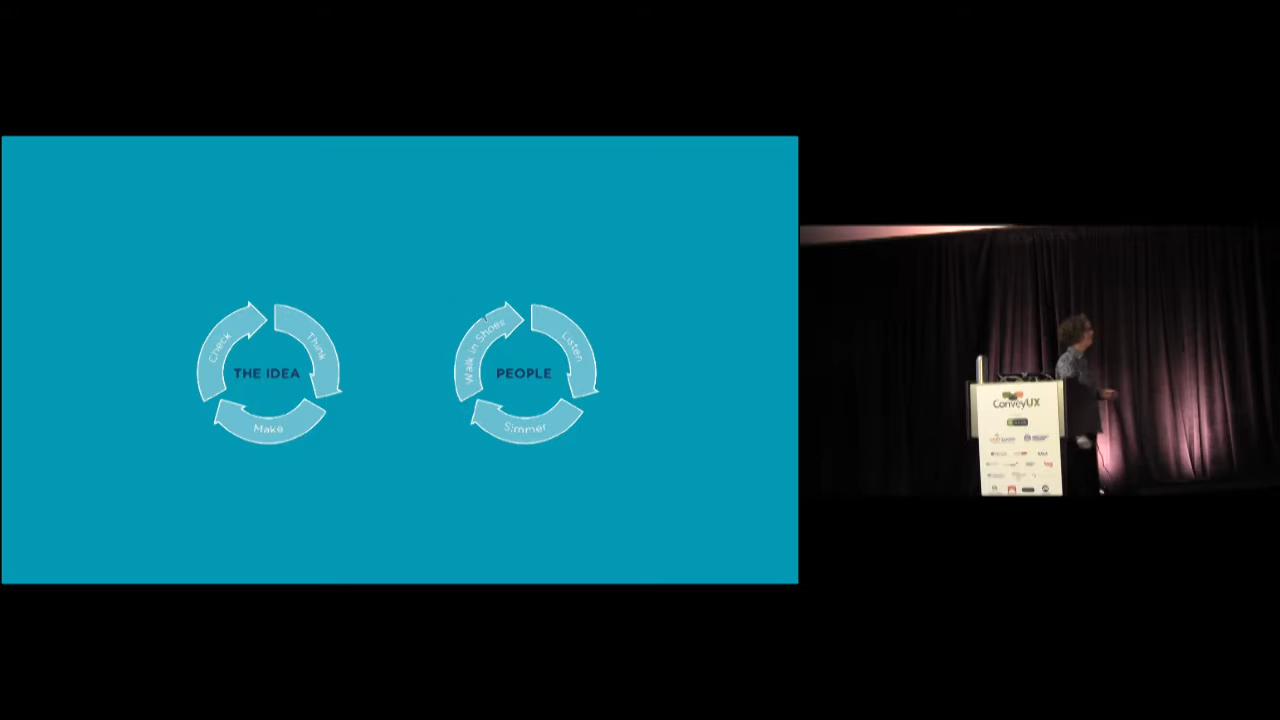 Check
Think
THE IDEA
Make
Walk in Shoes
Listen
PEOPLE
Simmer
ConveyUX